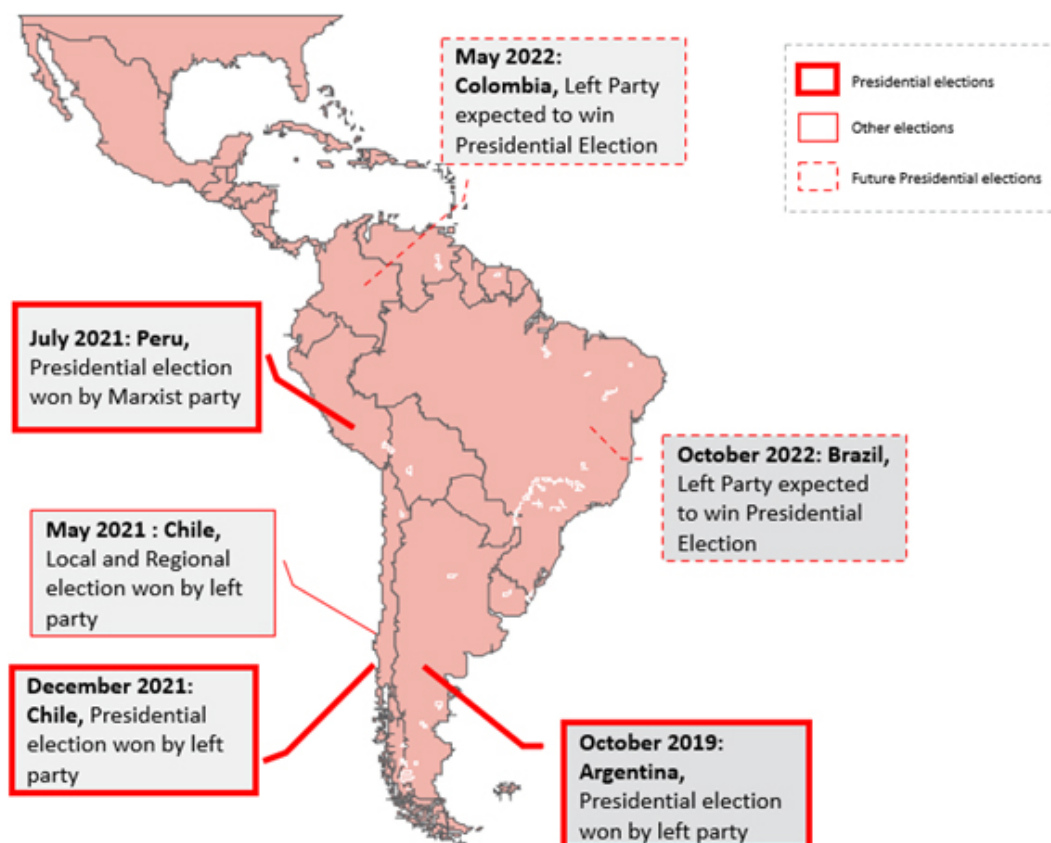 May 2022:
Colombia, Left Party
expected to win
Presidential Election
Presidential elections
Other elections
Future Presidential elections
July 2021: Peru,
Presidential election
won by Marxist party
October 2022: Brazil,
Left Party expected
to win Presidential
Election
May 2021 : Chile,
Local and Regional
election won by left
party
December 2021:
Chile, Presidential
election won by left
party
October 2019:
Argentina,
Presidential election
won by left party